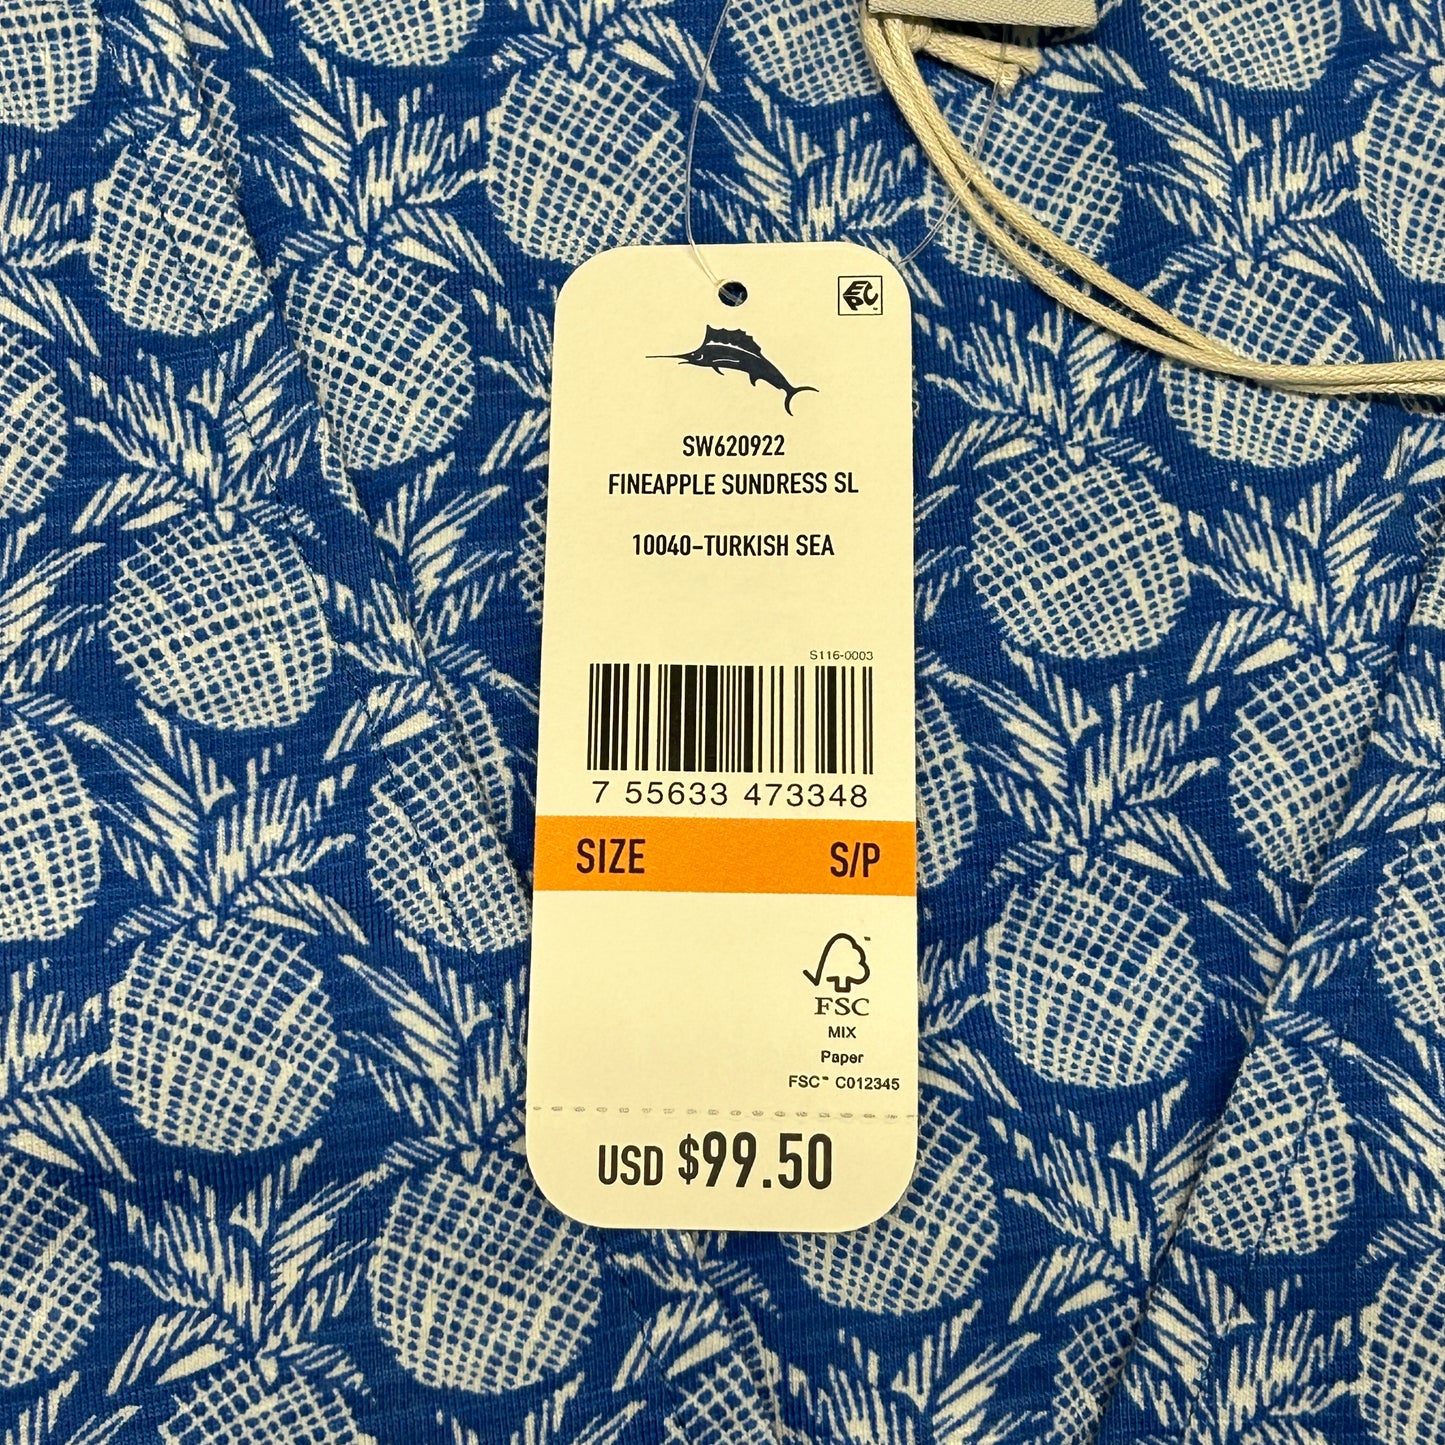 EPC
SW620922
FINEAPPLE SUNDRESS SL
10040-TURKISH SEA
S116-0003
7 55633 473348
SIZE S/P
FSC
MIX
Paper
FSC™ C012345
USD $99.50